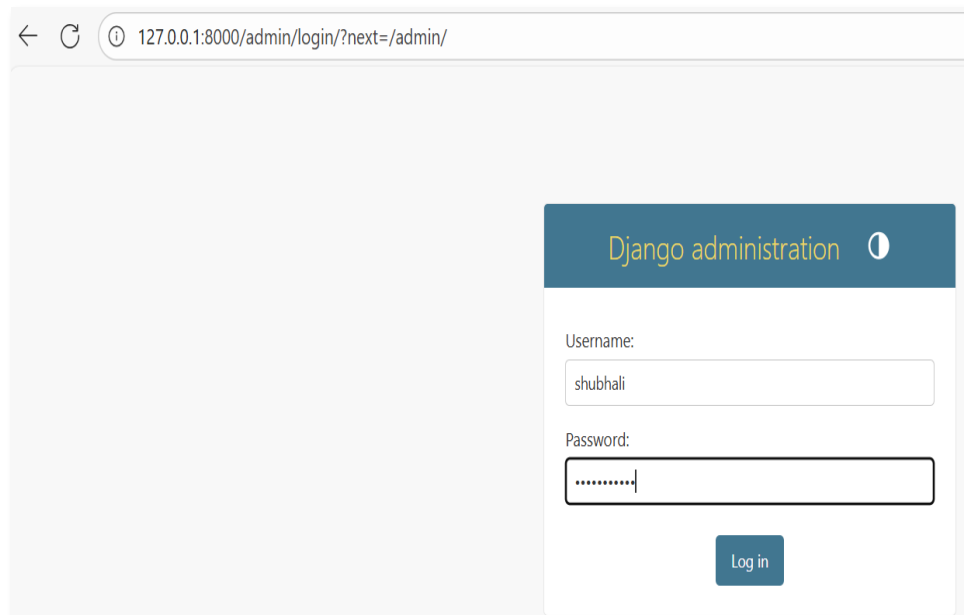 127.0.0.1:8000/admin/login/?next=/admin/
Django administration
Username:
shubhali
Password:
•••••••••••
Log in